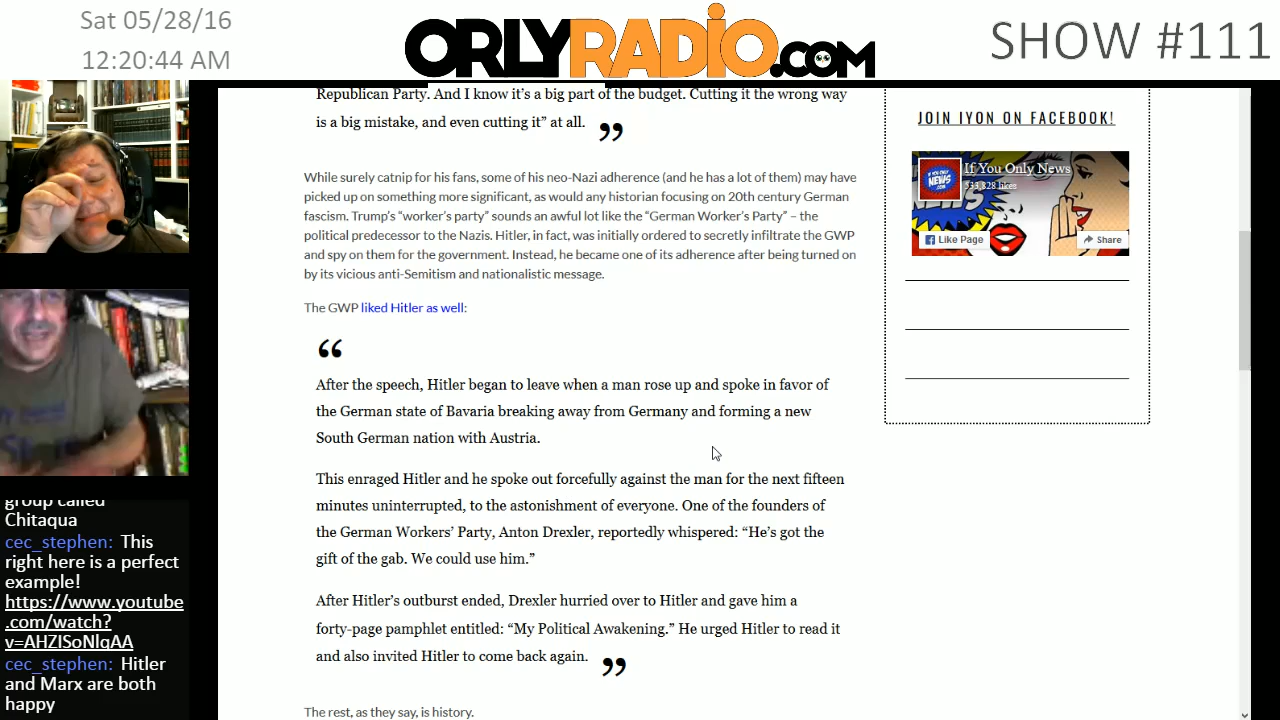 Sat 05/28/16
12:20:44 AM
ORLYRADIO.COM
SHOW #111
Republican Party. And I know it's a big part of the budget. Cutting it the wrong way
is a big mistake, and even cutting it” at all. ”
While surely catnip for his fans, some of his neo-Nazi adherence (and he has a lot of them) may have
picked up on something more significant, as would any historian focusing on 20th century German
fascism. Trump's “worker's party” sounds an awful lot like the “German Worker's Party” – the
political predecessor to the Nazis. Hitler, in fact, was initially ordered to secretly infiltrate the GWP
and spy on them for the government. Instead, he became one of its adherence after being turned on
by its vicious anti-Semitism and nationalistic message.
The GWP liked Hitler as well:
“
After the speech, Hitler began to leave when a man rose up and spoke in favor of
the German state of Bavaria breaking away from Germany and forming a new
South German nation with Austria.
This enraged Hitler and he spoke out forcefully against the man for the next fifteen
minutes uninterrupted, to the astonishment of everyone. One of the founders of
the German Workers' Party, Anton Drexler, reportedly whispered: “He's got the
gift of the gab. We could use him.”
After Hitler's outburst ended, Drexler hurried over to Hitler and gave him a
forty-page pamphlet entitled: “My Political Awakening.” He urged Hitler to read it
and also invited Hitler to come back again. ”
The rest, as they say, is history.
JOIN IYON ON FACEBOOK!
IF YOU ONLY NEWS
If You Only News
533,828 likes
Like Page
Share
group called
Chitaqua
cec_stephen: This
right here is a perfect
example!
https://www.youtube
.com/watch?
v=AHZISoNlqAA
cec_stephen: Hitler
and Marx are both
happy